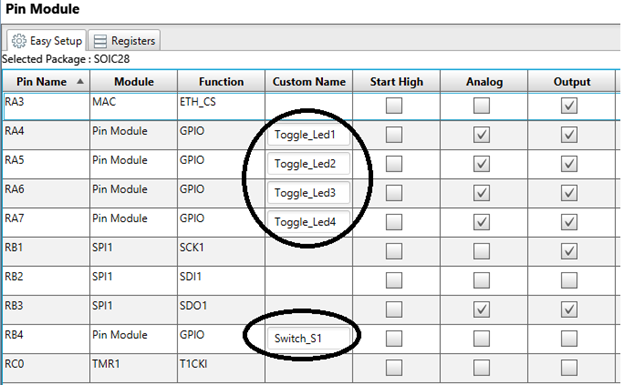 Pin Module
Easy Setup Registers
Selected Package : SOIC28
Pin Name Module Function Custom Name Start High Analog Output
RA3 MAC ETH_CS
RA4 Pin Module GPIO Toggle_Led1
RA5 Pin Module GPIO Toggle_Led2
RA6 Pin Module GPIO Toggle_Led3
RA7 Pin Module GPIO Toggle_Led4
RB1 SPI1 SCK1
RB2 SPI1 SDI1
RB3 SPI1 SDO1
RB4 Pin Module GPIO Switch_S1
RC0 TMR1 T1CKI